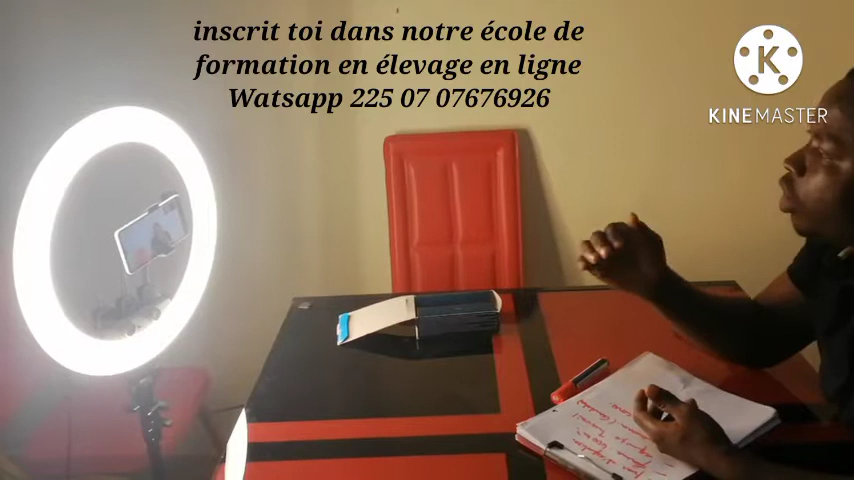 inscrit toi dans notre école de
formation en élevage en ligne
Watsapp 225 07 07676926
K
KINEMASTER